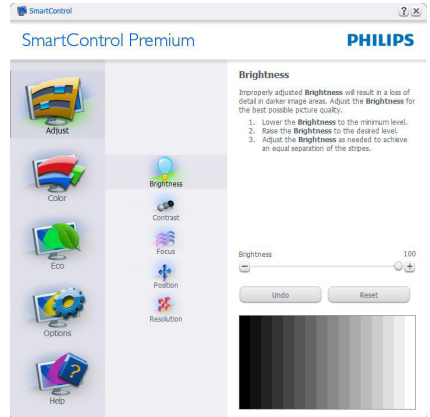 SmartControl
? ×
SmartControl Premium
PHILIPS
Adjust
Color
Eco
Options
Help
Brightness
Contrast
Focus
Position
Resolution
Brightness
Improperly adjusted Brightness will result in a loss of
detail in darker image areas. Adjust the Brightness for
the best possible picture quality.
1. Lower the Brightness to the minimum level.
2. Raise the Brightness to the desired level.
3. Adjust the Brightness as needed to achieve
an equal separation of the stripes.
Brightness 100
Undo Reset